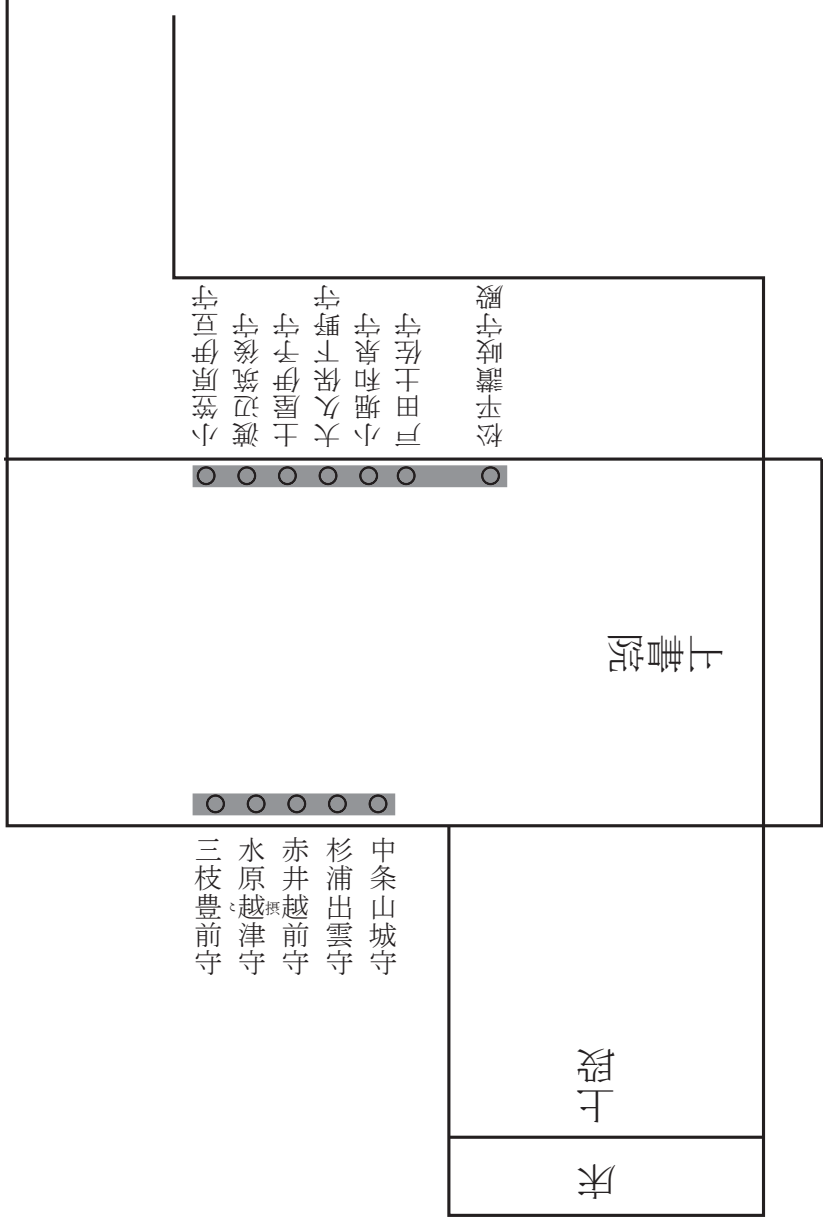 小笠原伊豆守
渡辺筑後守
土屋伊予守
大久保下野守
小堀和泉守
戸田土佐守
松平讃岐守殿
上書院
中条山城守
杉浦出雲守
赤井越前守
摂
水原越津守
三枝豊前守
上段
床